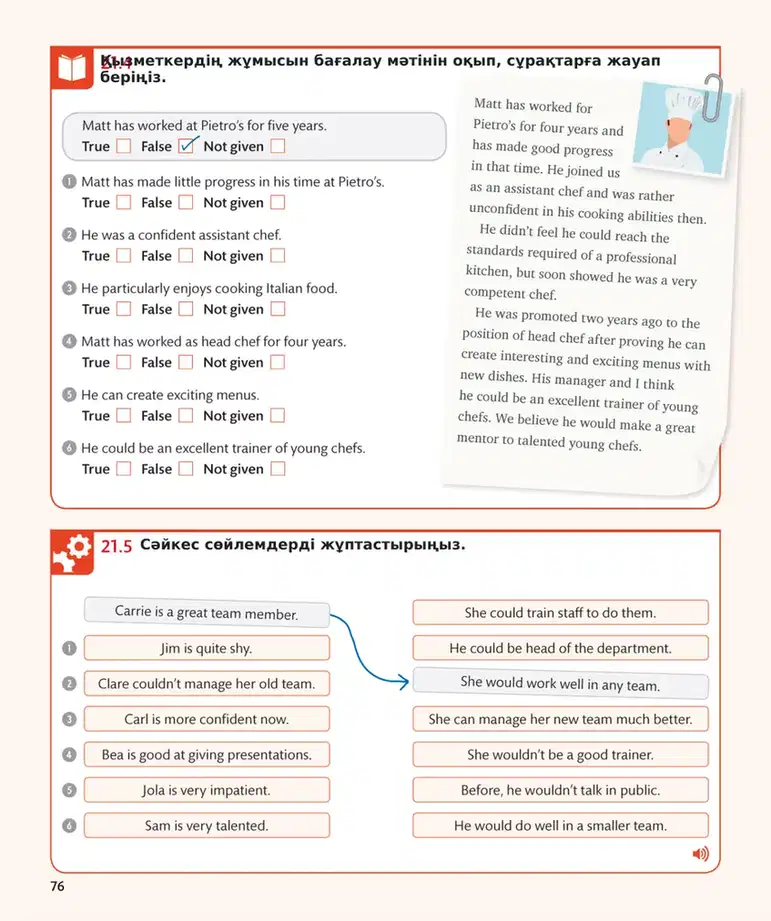 21.4 Қызметкердің жұмысын бағалау мәтінін оқып, сұрақтарға жауап
беріңіз.
Matt has worked at Pietro's for five years.
True False Not given
1 Matt has made little progress in his time at Pietro's.
True False Not given
2 He was a confident assistant chef.
True False Not given
3 He particularly enjoys cooking Italian food.
True False Not given
4 Matt has worked as head chef for four years.
True False Not given
5 He can create exciting menus.
True False Not given
6 He could be an excellent trainer of young chefs.
True False Not given
Matt has worked for
Pietro's for four years and
has made good progress
in that time. He joined us
as an assistant chef and was rather
unconfident in his cooking abilities then.
He didn't feel he could reach the
standards required of a professional
kitchen, but soon showed he was a very
competent chef.
He was promoted two years ago to the
position of head chef after proving he can
create interesting and exciting menus with
new dishes. His manager and I think
he could be an excellent trainer of young
chefs. We believe he would make a great
mentor to talented young chefs.
21.5 Сәйкес сөйлемдерді жұптастырыңыз.
Carrie is a great team member.
1 Jim is quite shy.
2 Clare couldn't manage her old team.
3 Carl is more confident now.
4 Bea is good at giving presentations.
5 Jola is very impatient.
6 Sam is very talented.
She could train staff to do them.
He could be head of the department.
She would work well in any team.
She can manage her new team much better.
She wouldn't be a good trainer.
Before, he wouldn't talk in public.
He would do well in a smaller team.
76